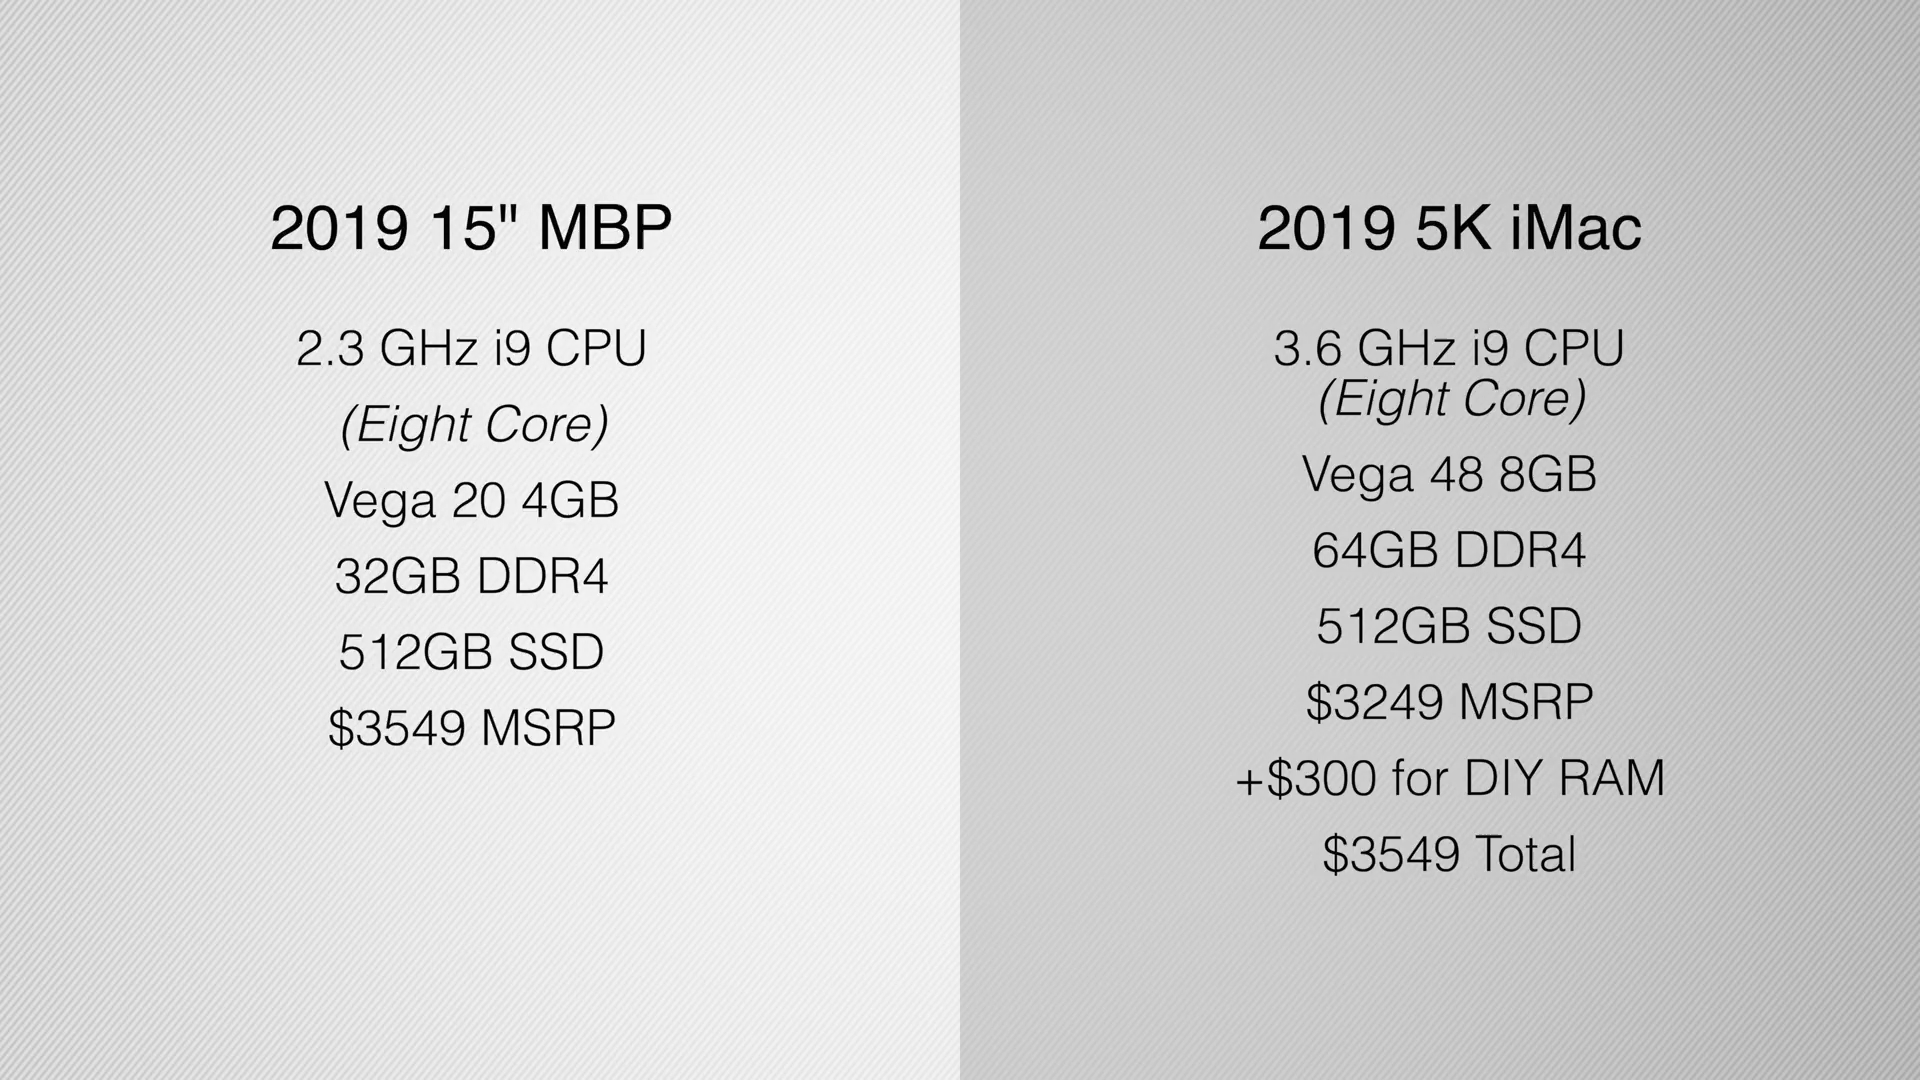 2019 15" MBP
2.3 GHz i9 CPU
(Eight Core)
Vega 20 4GB
32GB DDR4
512GB SSD
$3549 MSRP
2019 5K iMac
3.6 GHz i9 CPU
(Eight Core)
Vega 48 8GB
64GB DDR4
512GB SSD
$3249 MSRP
+$300 for DIY RAM
$3549 Total